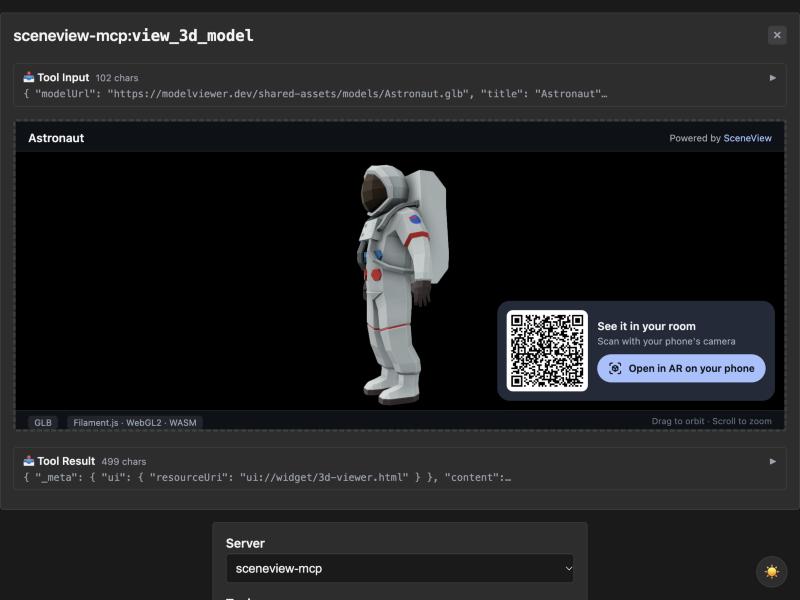 sceneview-mcp:view_3d_model
Tool Input 102 chars
{ "modelUrl": "https://modelviewer.dev/shared-assets/models/Astronaut.glb", "title": "Astronaut"…
Astronaut
Powered by SceneView
See it in your room
Scan with your phone's camera
Open in AR on your phone
GLB
Filament.js · WebGL2 · WASM
Drag to orbit · Scroll to zoom
Tool Result 499 chars
{ "_meta": { "ui": { "resourceUri": "ui://widget/3d-viewer.html" } }, "content":…
Server
sceneview-mcp